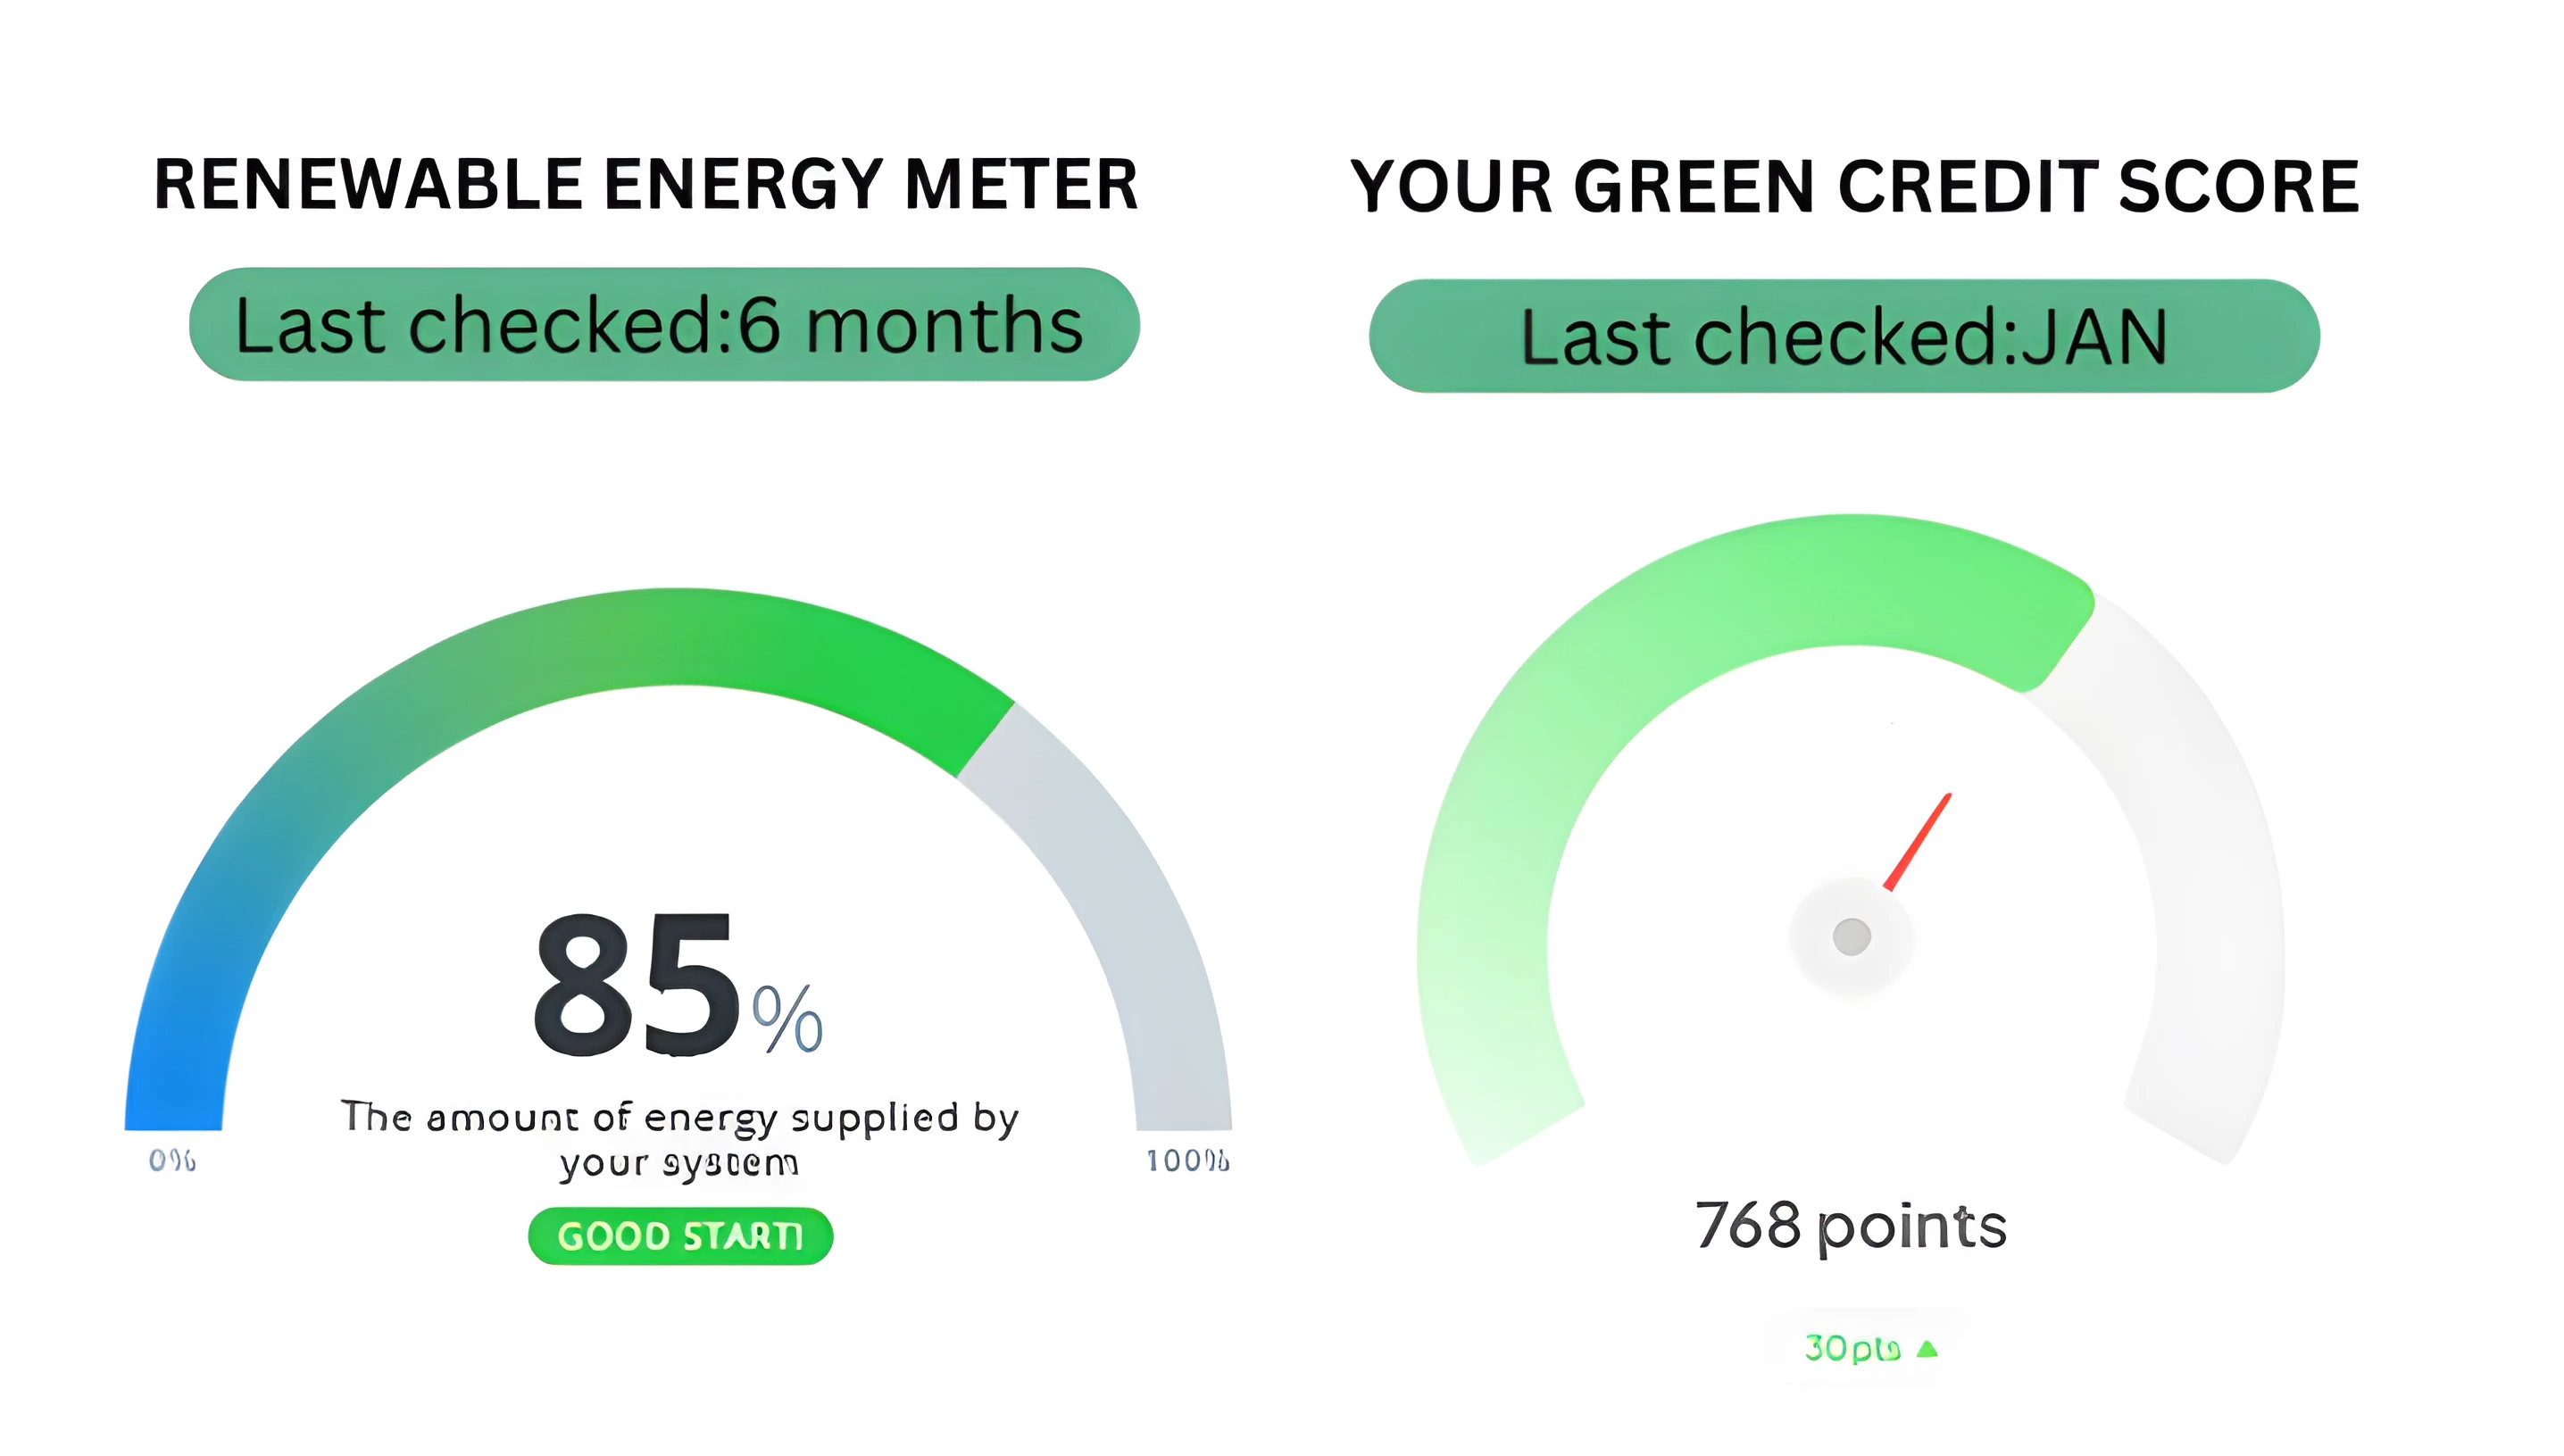 RENEWABLE ENERGY METER
Last checked:6 months
85%
The amount of energy supplied by
your system
0%
100%
GOOD START!
YOUR GREEN CREDIT SCORE
Last checked:JAN
768 points
30pts ▲